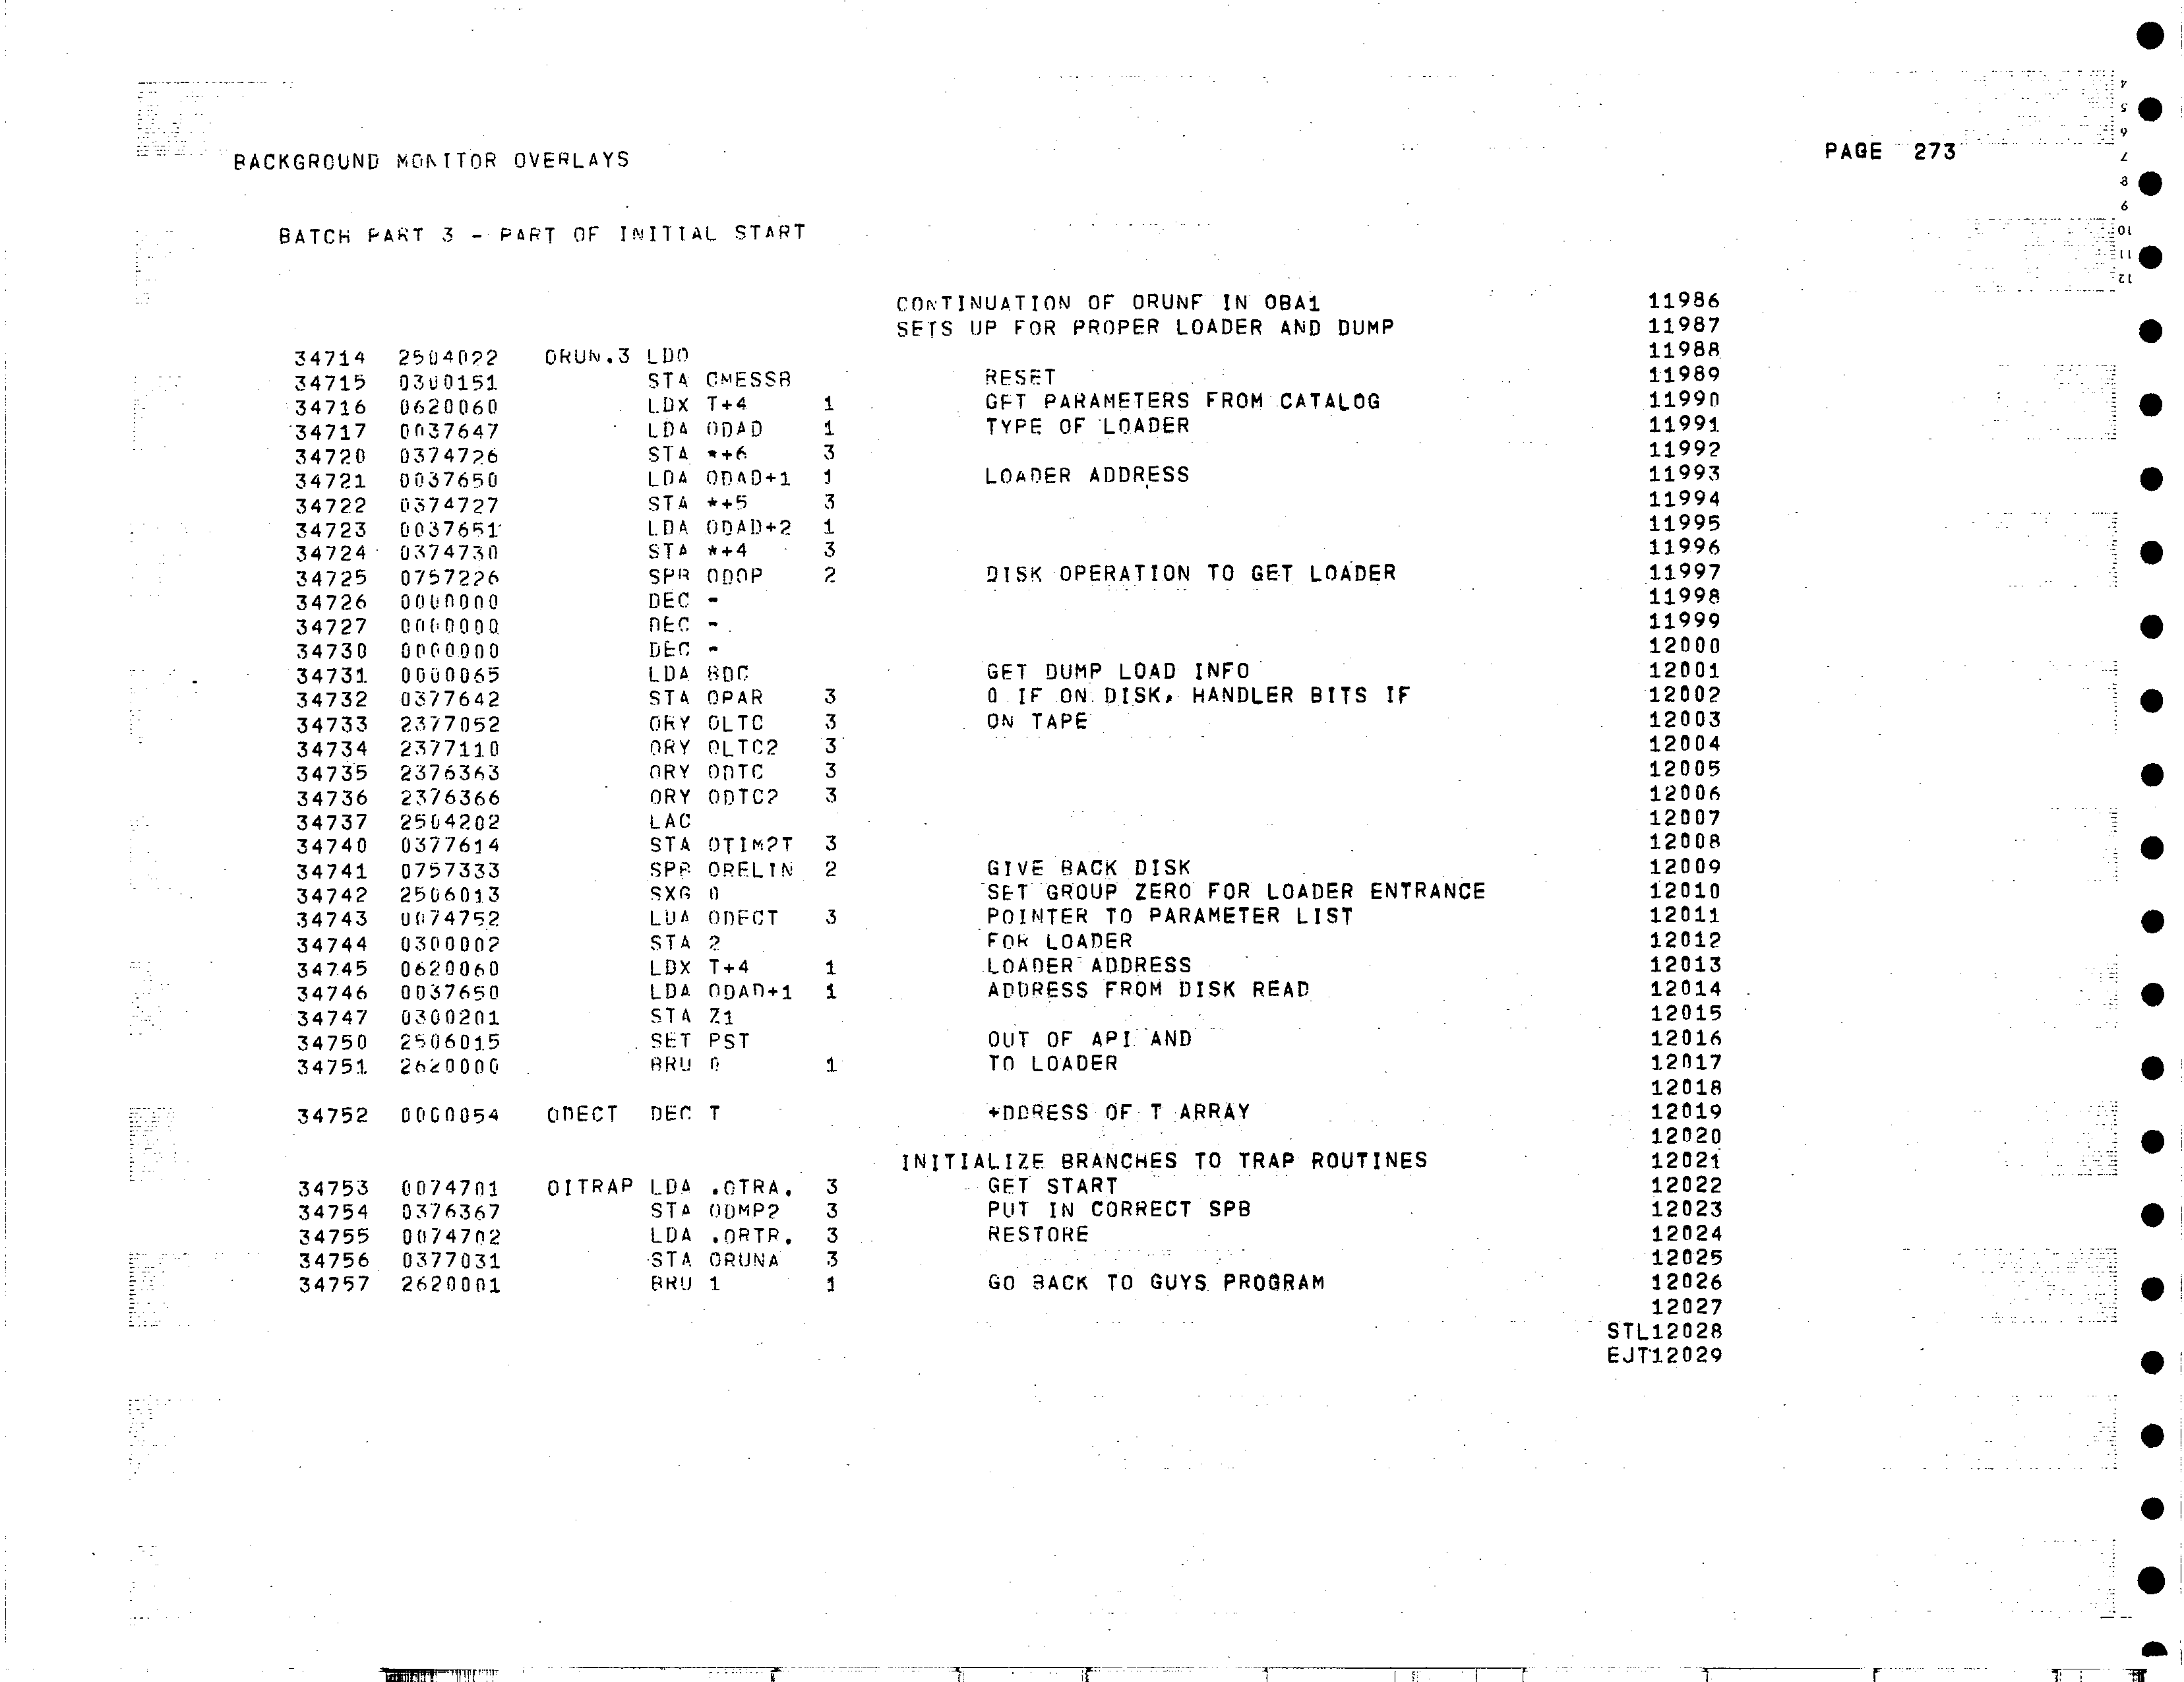 BACKGROUND MONITOR OVERLAYS PAGE 273
BATCH PART 3 - PART OF INITIAL START
CONTINUATION OF ORUNF IN OBA1 11986
SETS UP FOR PROPER LOADER AND DUMP 11987
34714 2504022 ORUN.3 LDO 11988
34715 0300151 STA CMESSB RESET 11989
34716 0620060 LDX T+4 1 GET PARAMETERS FROM CATALOG 11990
34717 0037647 LDA ODAD 1 TYPE OF LOADER 11991
34720 0374726 STA *+6 3 11992
34721 0037650 LDA ODAD+1 1 LOADER ADDRESS 11993
34722 0374727 STA *+5 3 11994
34723 0037651 LDA ODAD+2 1 11995
34724 0374730 STA *+4 3 11996
34725 0757226 SPB ODOP 2 DISK OPERATION TO GET LOADER 11997
34726 0000000 DEC - 11998
34727 0000000 DEC - 11999
34730 0000000 DEC - 12000
34731 0000065 LDA BDC GET DUMP LOAD INFO 12001
34732 0377642 STA OPAR 3 0 IF ON DISK, HANDLER BITS IF 12002
34733 2377052 ORY OLTC 3 ON TAPE 12003
34734 2377110 ORY OLTC2 3 12004
34735 2376363 ORY ODTC 3 12005
34736 2376366 ORY ODTC2 3 12006
34737 2504202 LAC 12007
34740 0377614 STA OTIM2T 3 12008
34741 0757333 SPB ORELIN 2 GIVE BACK DISK 12009
34742 2506013 SXG 0 SET GROUP ZERO FOR LOADER ENTRANCE 12010
34743 0074752 LDA ODECT 3 POINTER TO PARAMETER LIST 12011
34744 0300002 STA 2 FOR LOADER 12012
34745 0620060 LDX T+4 1 LOADER ADDRESS 12013
34746 0037650 LDA ODAD+1 1 ADDRESS FROM DISK READ 12014
34747 0300201 STA Z1 12015
34750 2506015 SET PST OUT OF API AND 12016
34751 2620000 BRU 0 1 TO LOADER 12017
12018
34752 0000054 ODECT DEC T +DDRESS OF T ARRAY 12019
12020
INITIALIZE BRANCHES TO TRAP ROUTINES 12021
34753 0074701 OITRAP LDA .OTRA. 3 GET START 12022
34754 0376367 STA ODMP2 3 PUT IN CORRECT SPB 12023
34755 0074702 LDA .ORTR. 3 RESTORE 12024
34756 0377031 STA ORUNA 3 12025
34757 2620001 BRU 1 1 GO BACK TO GUYS PROGRAM 12026
12027
STL12028
EJT12029
4
5
6
7
8
9
10
11
12